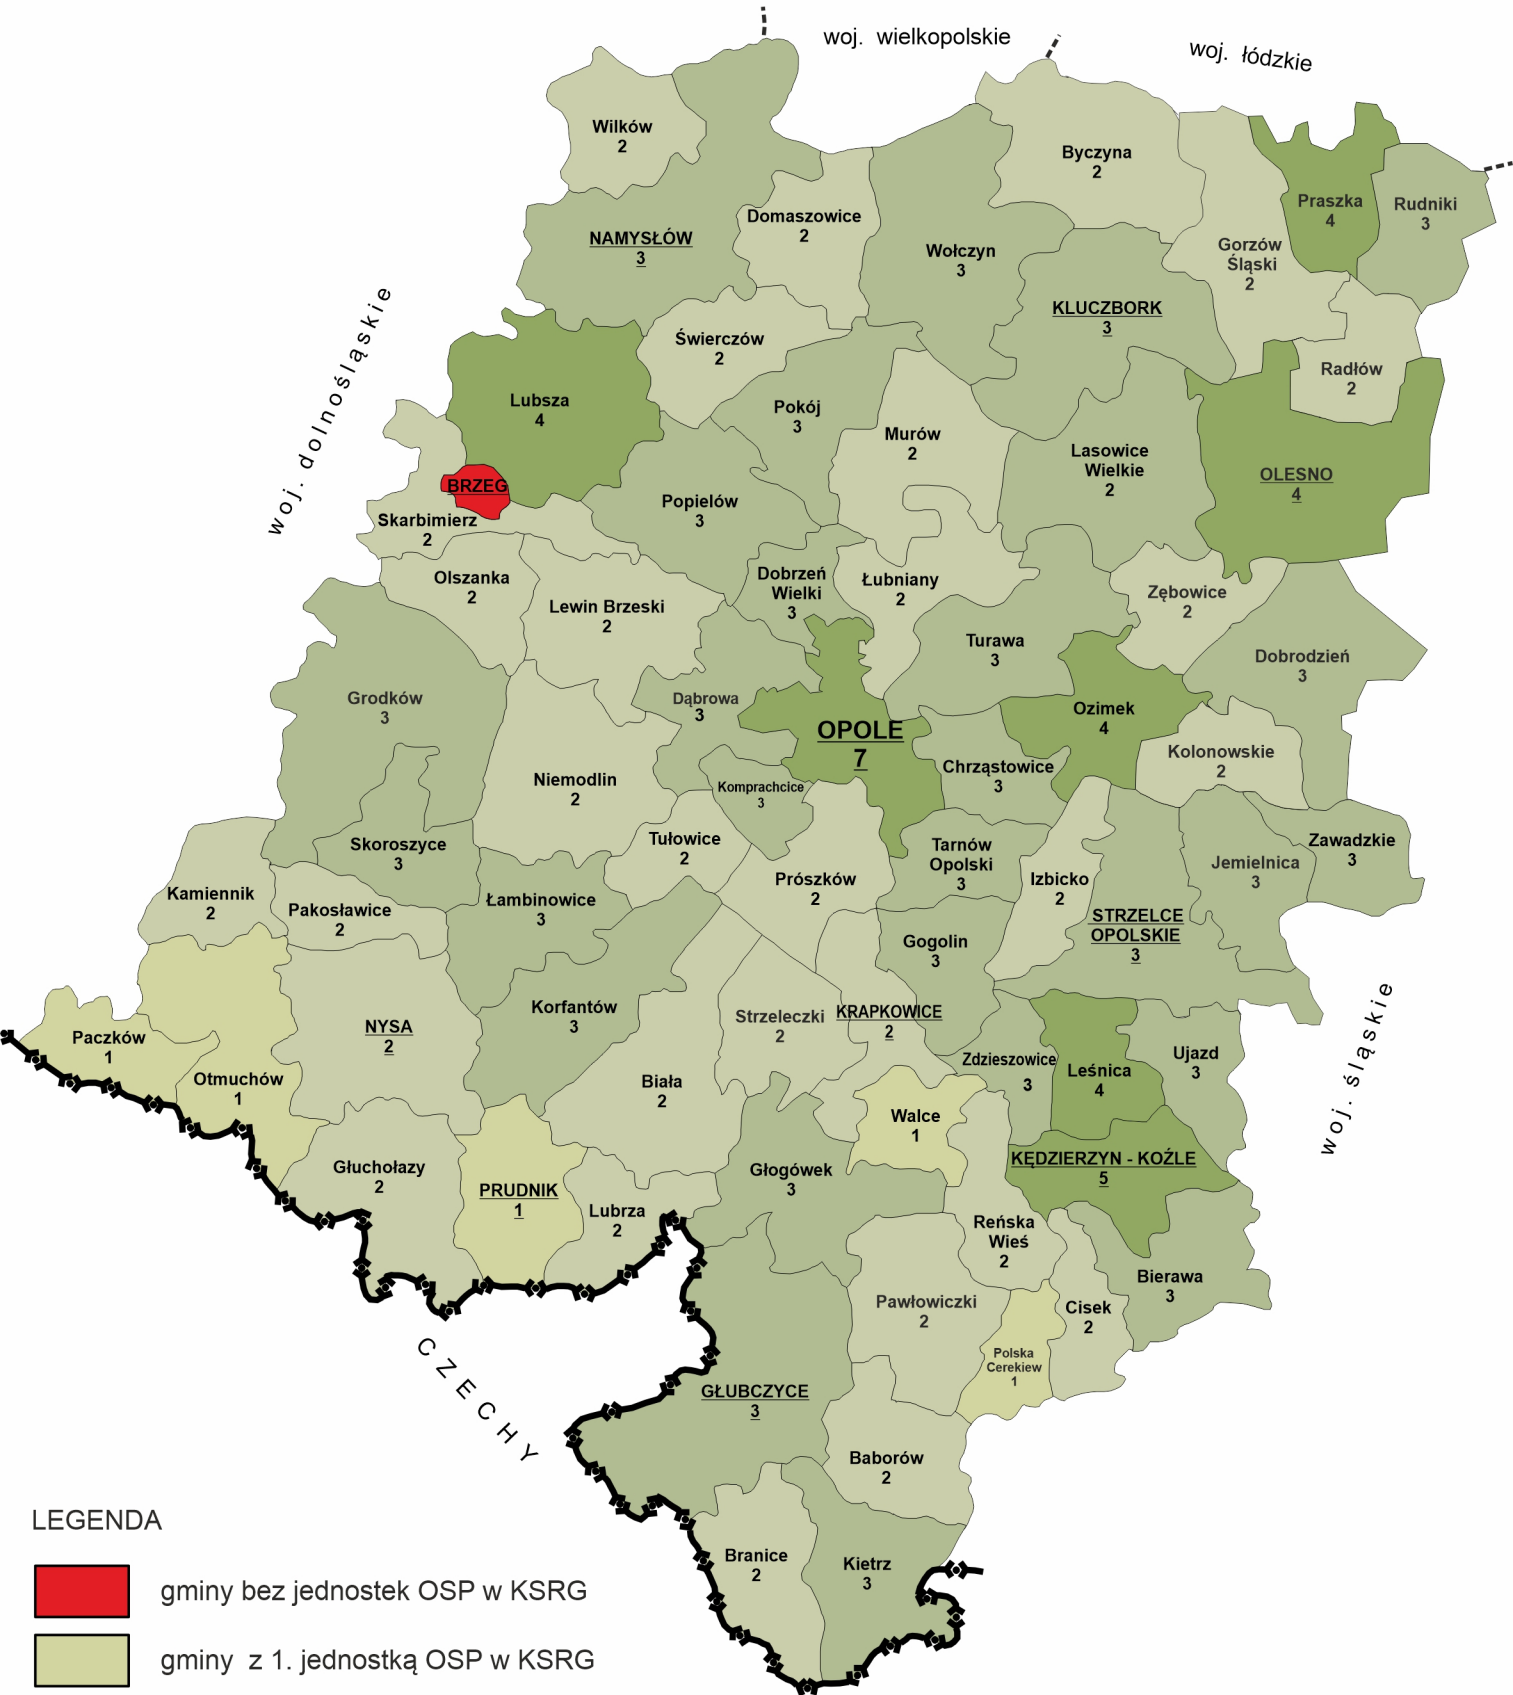 woj. wielkopolskie
woj. łódzkie
Wilków
2
Byczyna
2
Praszka
4
Rudniki
3
Domaszowice
2
NAMYSŁÓW
3
Wołczyn
3
Gorzów
Śląski
2
KLUCZBORK
3
woj. dolnośląskie
Świerczów
2
Radłów
2
Lubsza
4
Pokój
3
Murów
2
Lasowice
Wielkie
2
OLESNO
4
BRZEG
Popielów
3
Skarbimierz
2
Olszanka
2
Dobrzeń
Wielki
3
Łubniany
2
Zębowice
2
Lewin Brzeski
2
Turawa
3
Dobrodzień
3
Grodków
3
Dąbrowa
3
Ozimek
4
OPOLE
7
Kolonowskie
2
Chrząstowice
3
Niemodlin
2
Komprachcice
3
Skoroszyce
3
Tułowice
2
Tarnów
Opolski
3
Zawadzkie
3
Jemielnica
3
Prószków
2
Izbicko
2
Kamiennik
2
Pakosławice
2
Łambinowice
3
STRZELCE
OPOLSKIE
3
Gogolin
3
Korfantów
3
Strzeleczki
2
KRAPKOWICE
2
NYSA
2
Paczków
1
woj. śląskie
Zdzieszowice
3
Leśnica
4
Ujazd
3
Otmuchów
1
Biała
2
Walce
1
Głuchołazy
2
Głogówek
3
KĘDZIERZYN - KOŹLE
5
PRUDNIK
1
Lubrza
2
Reńska
Wieś
2
Bierawa
3
Pawłowiczki
2
Cisek
2
CZECHY
Polska
Cerekiew
1
GŁUBCZYCE
3
Baborów
2
Branice
2
Kietrz
3
LEGENDA
gminy bez jednostek OSP w KSRG
gminy z 1. jednostką OSP w KSRG